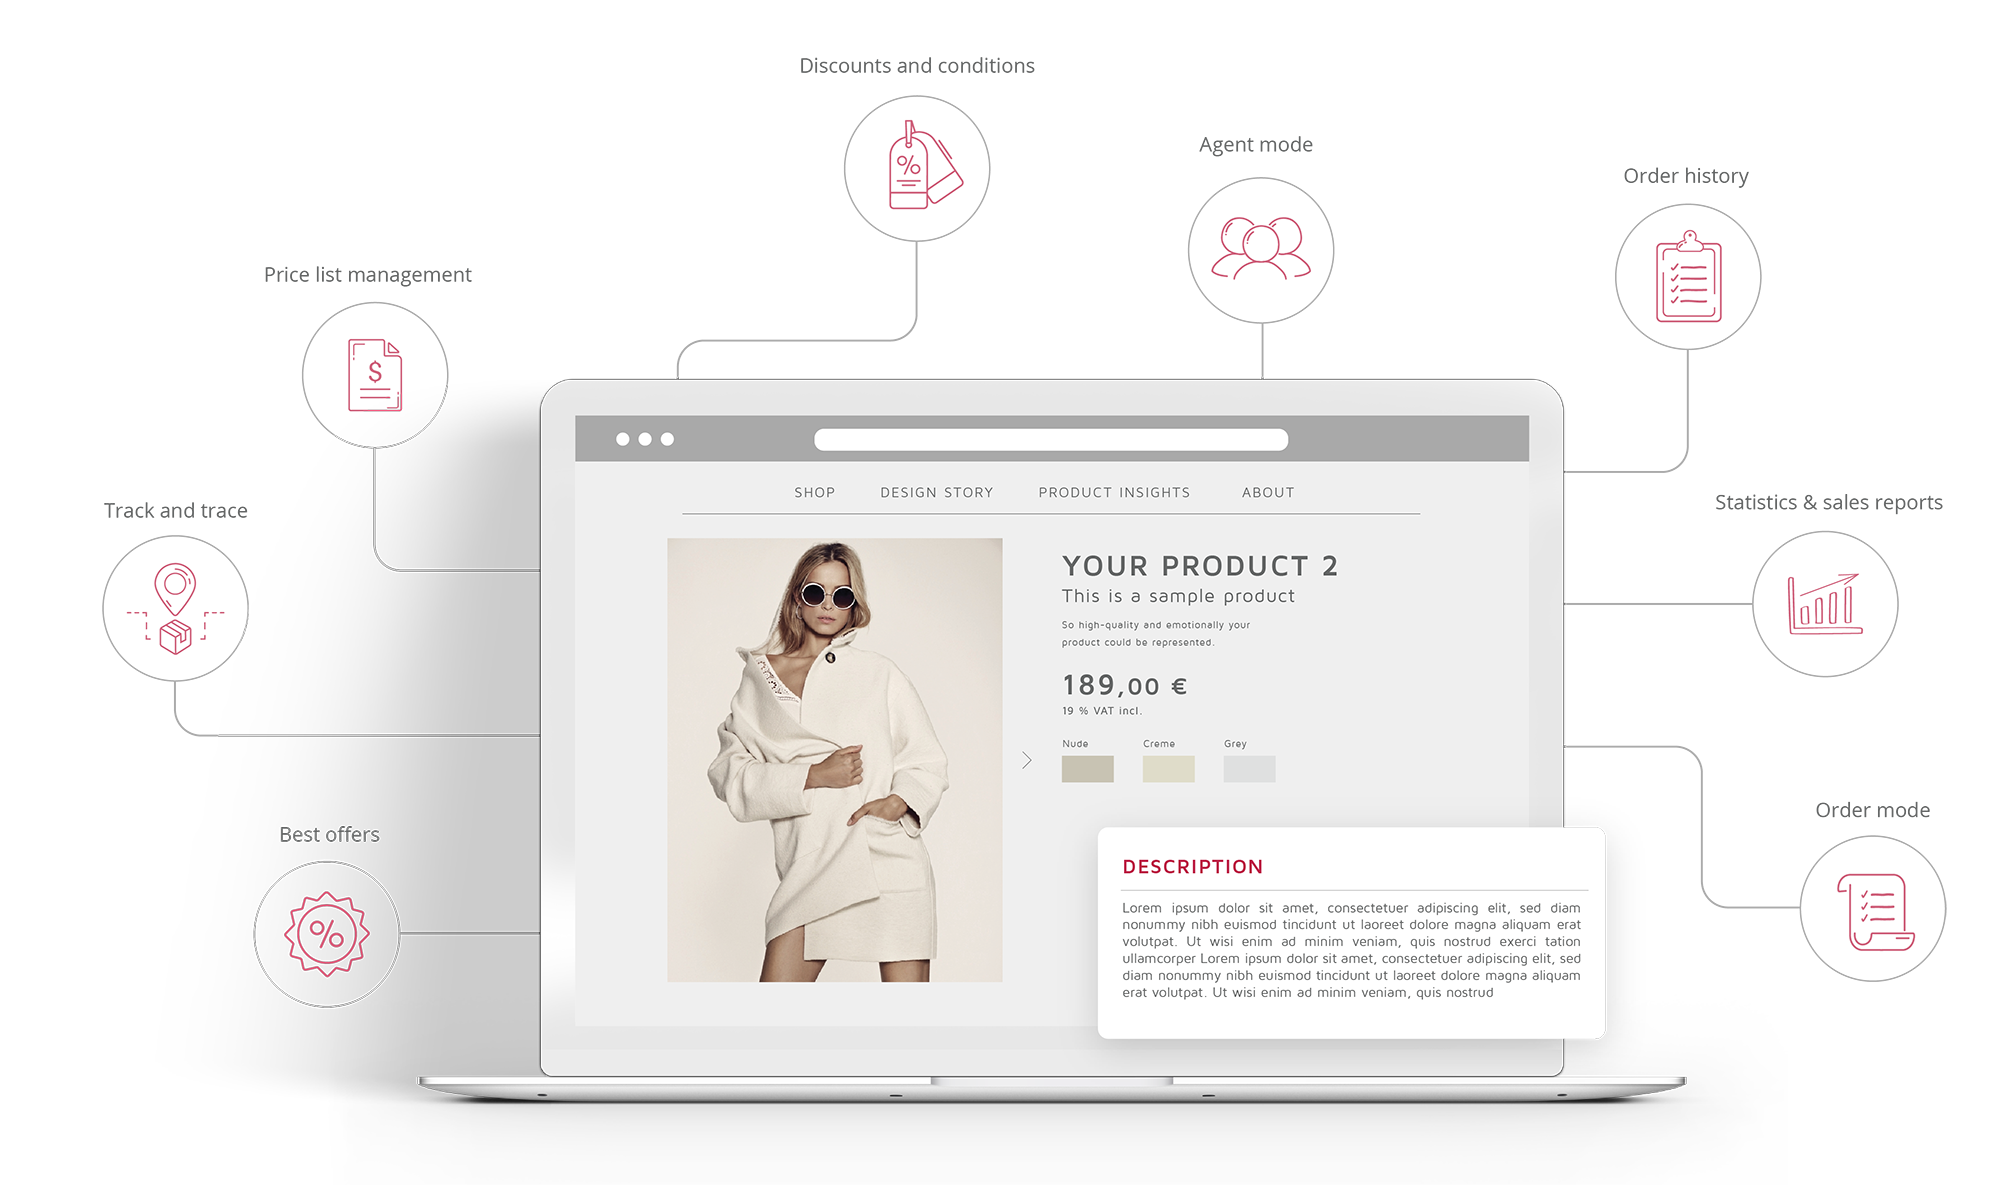 Discounts and conditions
Agent mode
Order history
Price list management
Statistics & sales reports
Track and trace
Order mode
Best offers
SHOP DESIGN STORY PRODUCT INSIGHTS ABOUT
YOUR PRODUCT 2
This is a sample product
So high-quality and emotionally your
product could be represented.
189,00 €
19 % VAT incl.
Nude Creme Grey
DESCRIPTION
Lorem ipsum dolor sit amet, consectetuer adipiscing elit, sed diam
nonummy nibh euismod tincidunt ut laoreet dolore magna aliquam erat
volutpat. Ut wisi enim ad minim veniam, quis nostrud exerci tation
ullamcorper Lorem ipsum dolor sit amet, consectetuer adipiscing elit, sed
diam nonummy nibh euismod tincidunt ut laoreet dolore magna aliquam
erat volutpat. Ut wisi enim ad minim veniam, quis nostrud